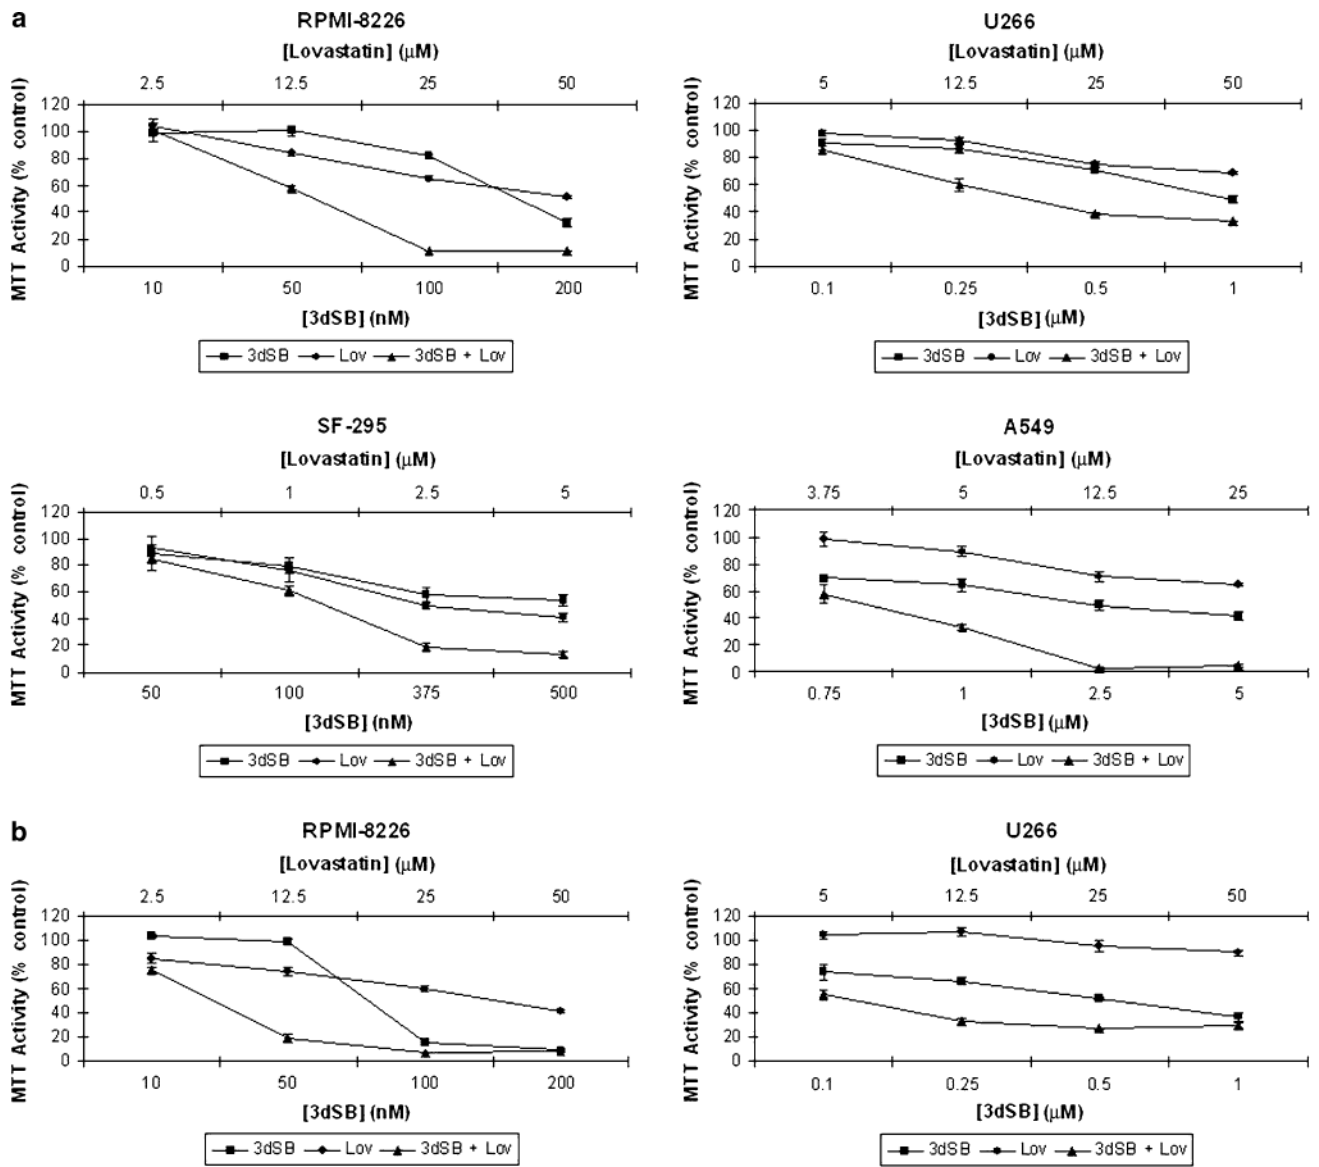 a
RPMI-8226
[Lovastatin] (μM)
2.5 12.5 25 50
MTT Activity (% control)
120
100
80
60
40
20
0
10 50 100 200
[3dSB] (nM)
3dSB Lov 3dSB + Lov
U266
[Lovastatin] (μM)
5 12.5 25 50
MTT Activity (% control)
120
100
80
60
40
20
0
0.1 0.25 0.5 1
[3dSB] (μM)
3dSB Lov 3dSB + Lov
SF-295
[Lovastatin] (μM)
0.5 1 2.5 5
MTT Activity (% control)
120
100
80
60
40
20
0
50 100 375 500
[3dSB] (nM)
3dSB Lov 3dSB + Lov
A549
[Lovastatin] (μM)
3.75 5 12.5 25
MTT Activity (% control)
120
100
80
60
40
20
0
0.75 1 2.5 5
[3dSB] (μM)
3dSB Lov 3dSB + Lov
b
RPMI-8226
[Lovastatin] (μM)
2.5 12.5 25 50
MTT Activity (% control)
120
100
80
60
40
20
0
10 50 100 200
[3dSB] (nM)
3dSB Lov 3dSB + Lov
U266
[Lovastatin] (μM)
5 12.5 25 50
MTT Activity (% control)
120
100
80
60
40
20
0
0.1 0.25 0.5 1
[3dSB] (μM)
3dSB Lov 3dSB + Lov